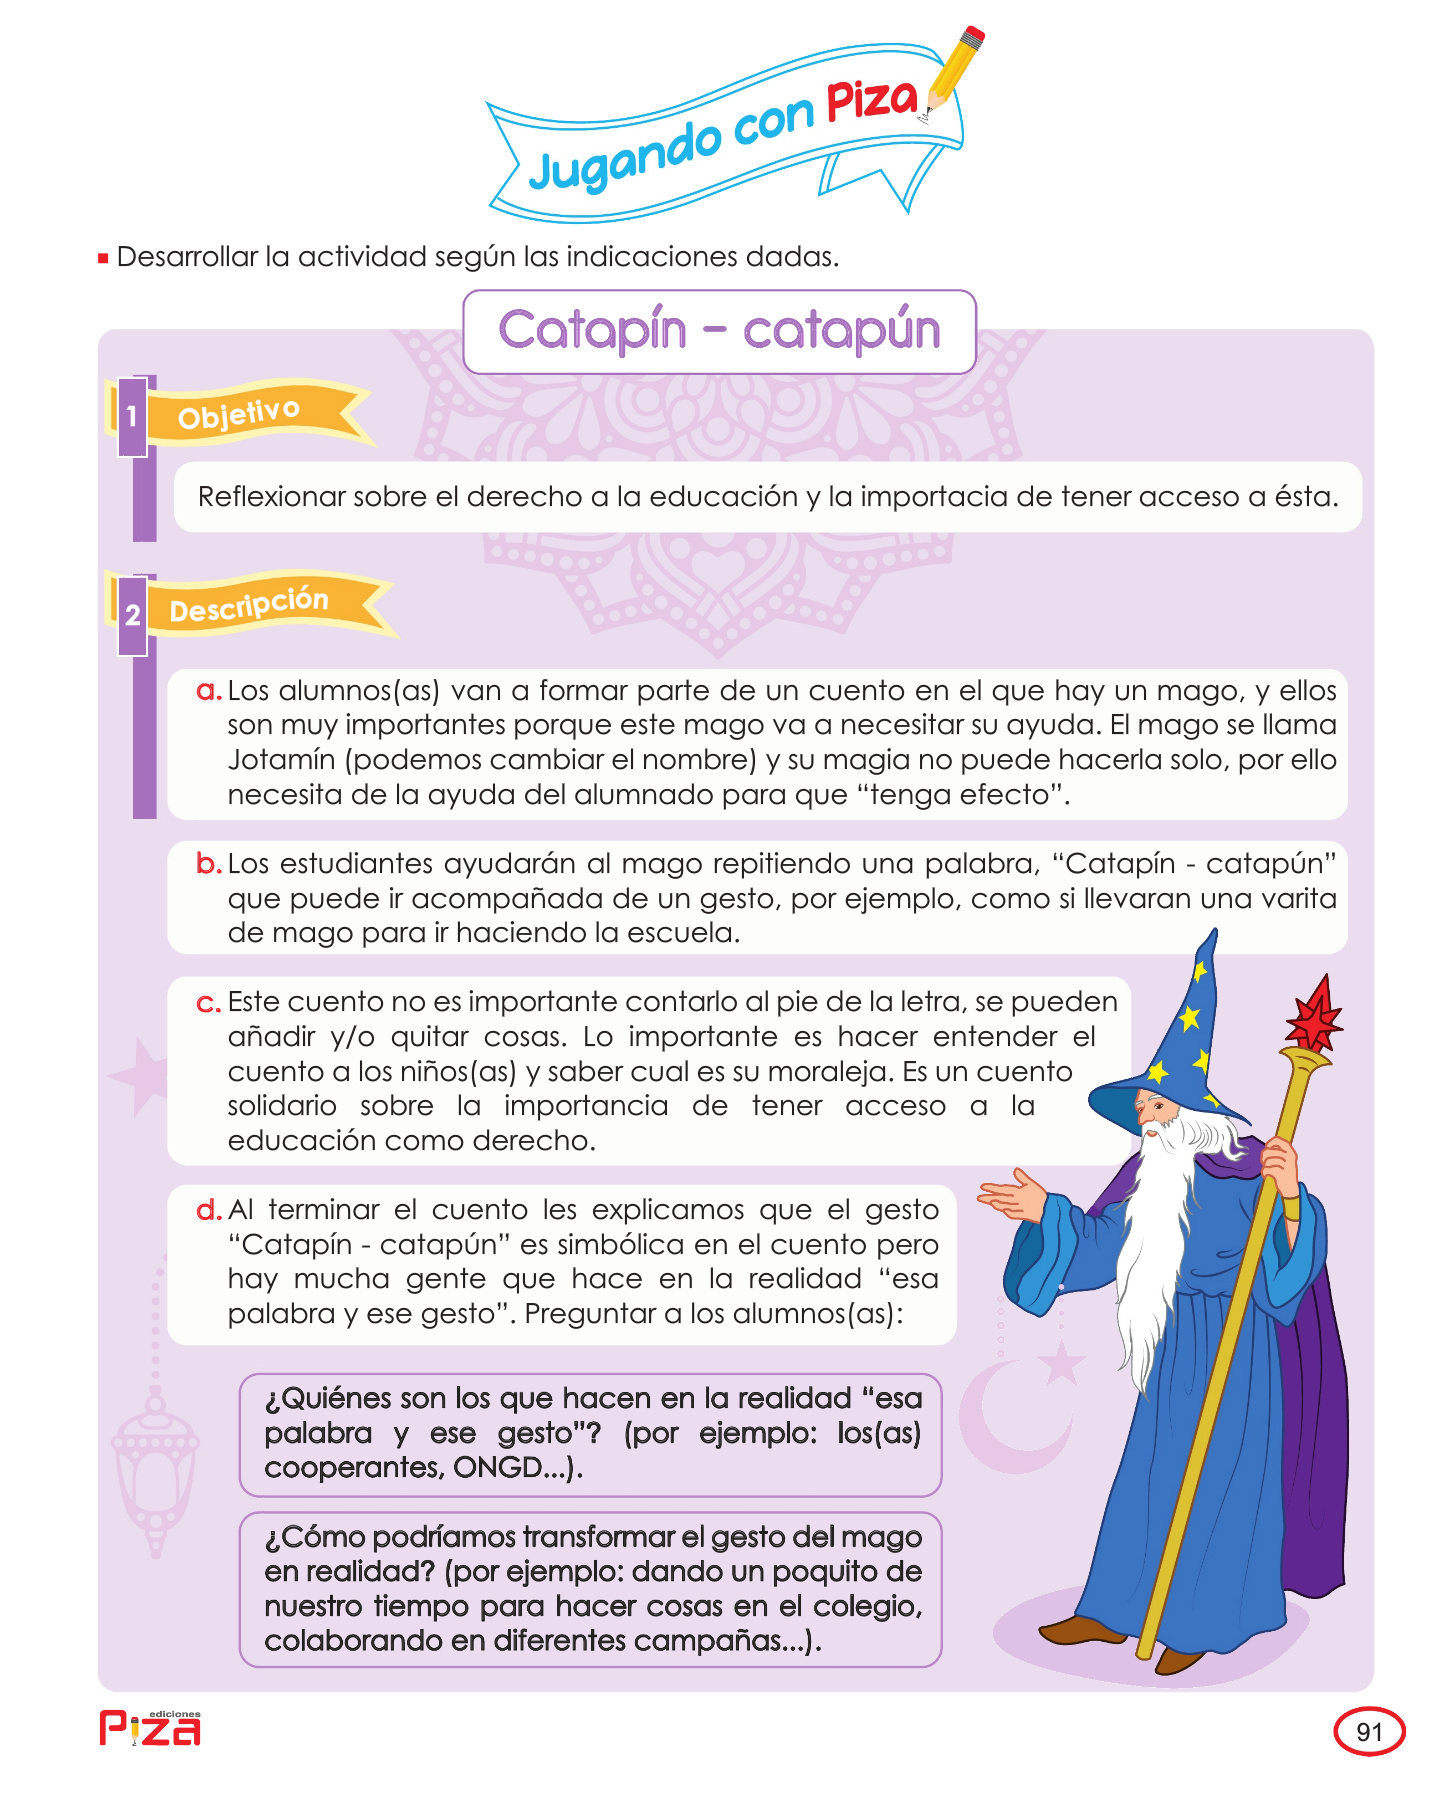 Jugando con Piza
Desarrollar la actividad según las indicaciones dadas.
Catapín - catapún
1 Objetivo
Reflexionar sobre el derecho a la educación y la importacia de tener acceso a ésta.
2 Descripción
a. Los alumnos(as) van a formar parte de un cuento en el que hay un mago, y ellos
son muy importantes porque este mago va a necesitar su ayuda. El mago se llama
Jotamín (podemos cambiar el nombre) y su magia no puede hacerla solo, por ello
necesita de la ayuda del alumnado para que “tenga efecto”.
b. Los estudiantes ayudarán al mago repitiendo una palabra, “Catapín - catapún”
que puede ir acompañada de un gesto, por ejemplo, como si llevaran una varita
de mago para ir haciendo la escuela.
c. Este cuento no es importante contarlo al pie de la letra, se pueden
añadir y/o quitar cosas. Lo importante es hacer entender el
cuento a los niños(as) y saber cual es su moraleja. Es un cuento
solidario sobre la importancia de tener acceso a la
educación como derecho.
d. Al terminar el cuento les explicamos que el gesto
“Catapín - catapún” es simbólica en el cuento pero
hay mucha gente que hace en la realidad “esa
palabra y ese gesto”. Preguntar a los alumnos(as):
¿Quiénes son los que hacen en la realidad “esa
palabra y ese gesto”? (por ejemplo: los(as)
cooperantes, ONGD...).
¿Cómo podríamos transformar el gesto del mago
en realidad? (por ejemplo: dando un poquito de
nuestro tiempo para hacer cosas en el colegio,
colaborando en diferentes campañas...).
ediciones
Piza
91